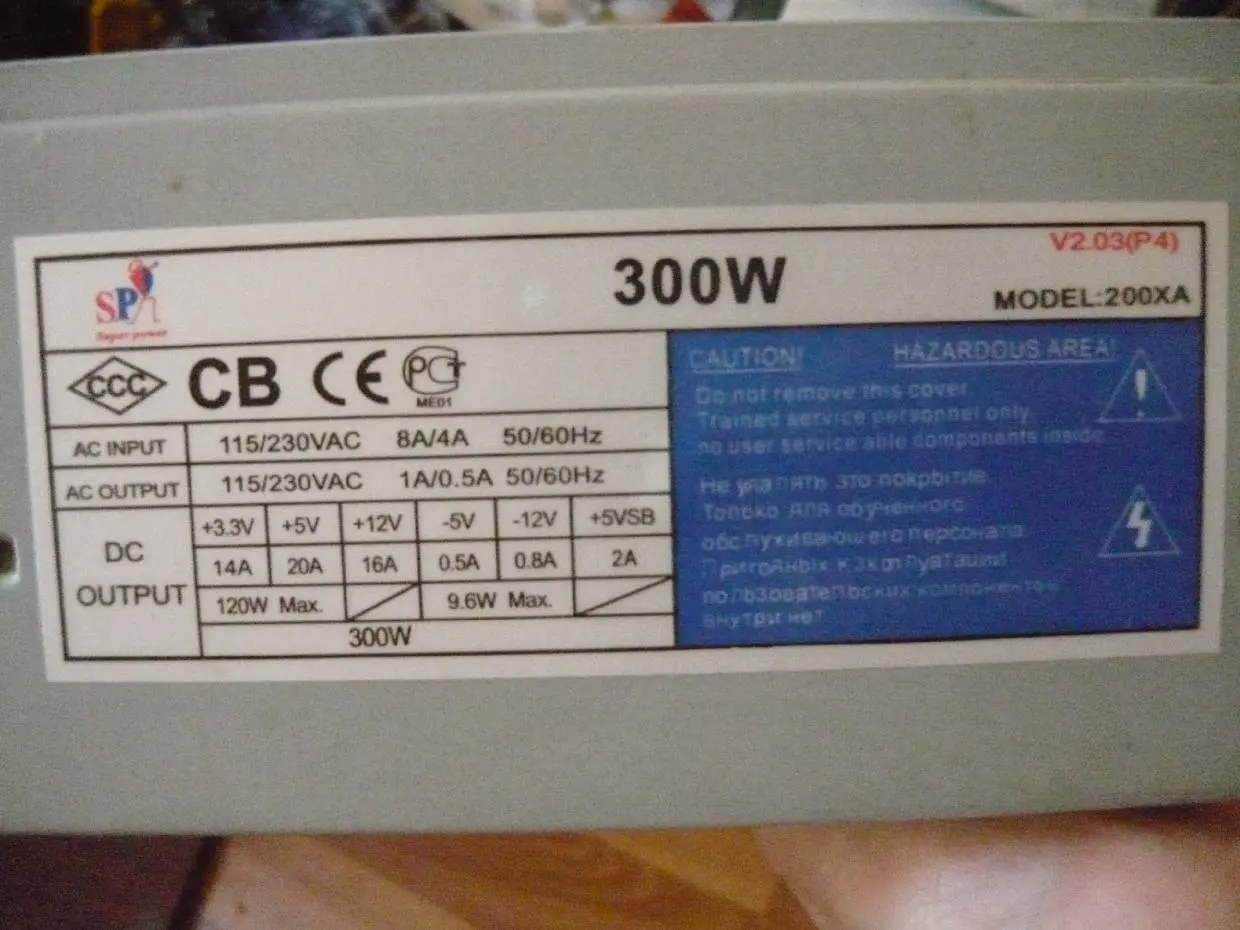 V2.03(P4)
SP
Super power
300W
MODEL:200XA
CCC CB CE PCT
ME01
AC INPUT 115/230VAC 8A/4A 50/60Hz
AC OUTPUT 115/230VAC 1A/0.5A 50/60Hz
DC OUTPUT
+3.3V +5V +12V -5V -12V +5VSB
14A 20A 16A 0.5A 0.8A 2A
120W Max. 9.6W Max.
300W
CAUTION! HAZARDOUS AREA!
Do not remove this cover
Trained service personnel only
no user service able components inside
Не удалять это покрытие
Только для обученного
обслуживающего персонала
Пригодных к эксплуатации
пользовательских компонентов
внутри нет